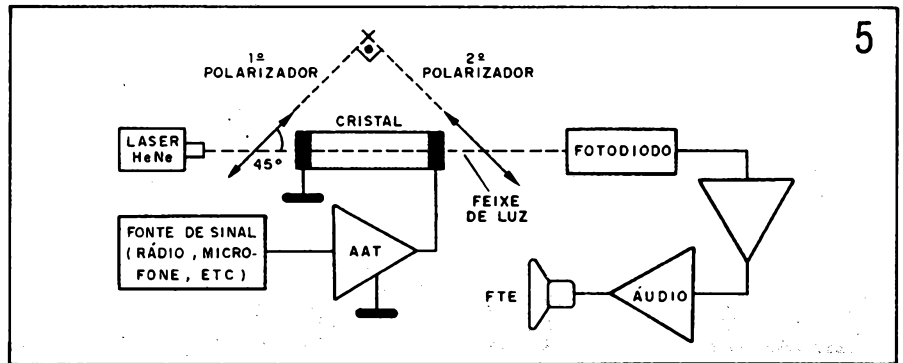 5
1º
POLARIZADOR
2º
POLARIZADOR
CRISTAL
LASER
HeNe
45º
FOTODIODO
FEIXE
DE LUZ
FONTE DE SINAL
( RÁDIO , MICRO-
FONE , ETC )
AAT
FTE
ÁUDIO